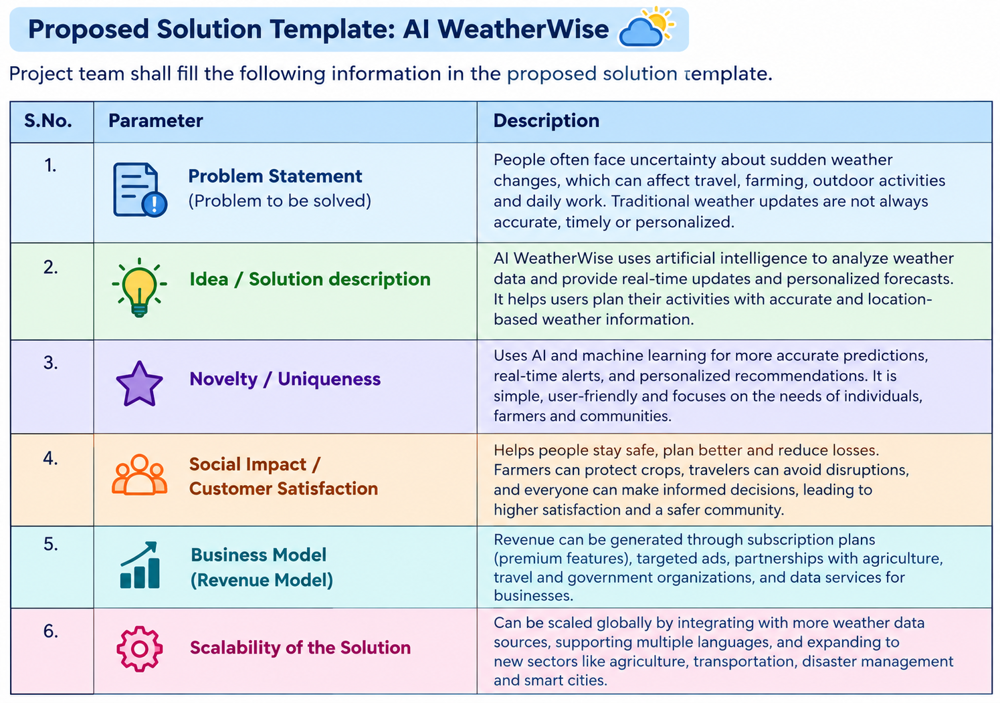 Proposed Solution Template: AI WeatherWise
Project team shall fill the following information in the proposed solution template.
S.No.
Parameter
Description
1.
Problem Statement
(Problem to be solved)
People often face uncertainty about sudden weather
changes, which can affect travel, farming, outdoor activities
and daily work. Traditional weather updates are not always
accurate, timely or personalized.
2.
Idea / Solution description
AI WeatherWise uses artificial intelligence to analyze weather
data and provide real-time updates and personalized forecasts.
It helps users plan their activities with accurate and location-
based weather information.
3.
Novelty / Uniqueness
Uses AI and machine learning for more accurate predictions,
real-time alerts, and personalized recommendations. It is
simple, user-friendly and focuses on the needs of individuals,
farmers and communities.
4.
Social Impact /
Customer Satisfaction
Helps people stay safe, plan better and reduce losses.
Farmers can protect crops, travelers can avoid disruptions,
and everyone can make informed decisions, leading to
higher satisfaction and a safer community.
5.
Business Model
(Revenue Model)
Revenue can be generated through subscription plans
(premium features), targeted ads, partnerships with agriculture,
travel and government organizations, and data services for
businesses.
6.
Scalability of the Solution
Can be scaled globally by integrating with more weather data
sources, supporting multiple languages, and expanding to
new sectors like agriculture, transportation, disaster management
and smart cities.